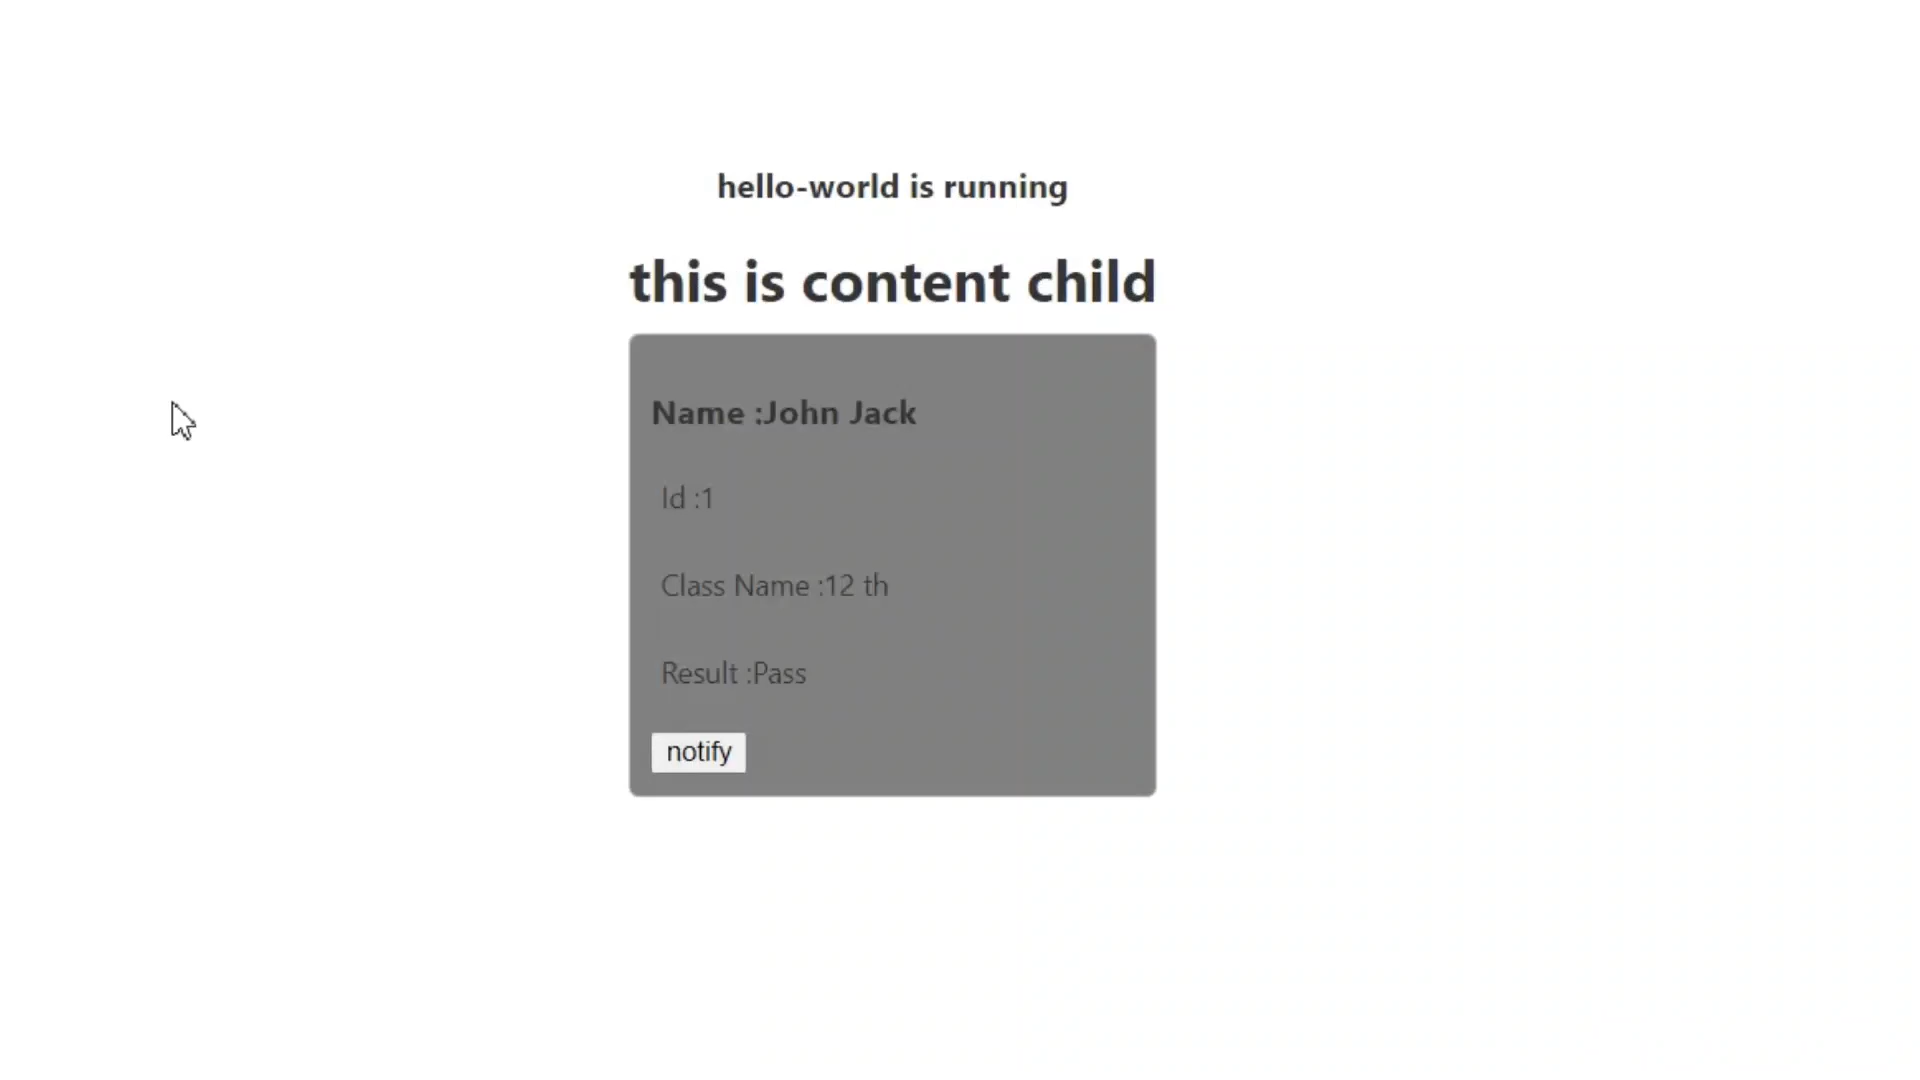 hello-world is running
this is content child
Name :John Jack
Id :1
Class Name :12 th
Result :Pass
notify